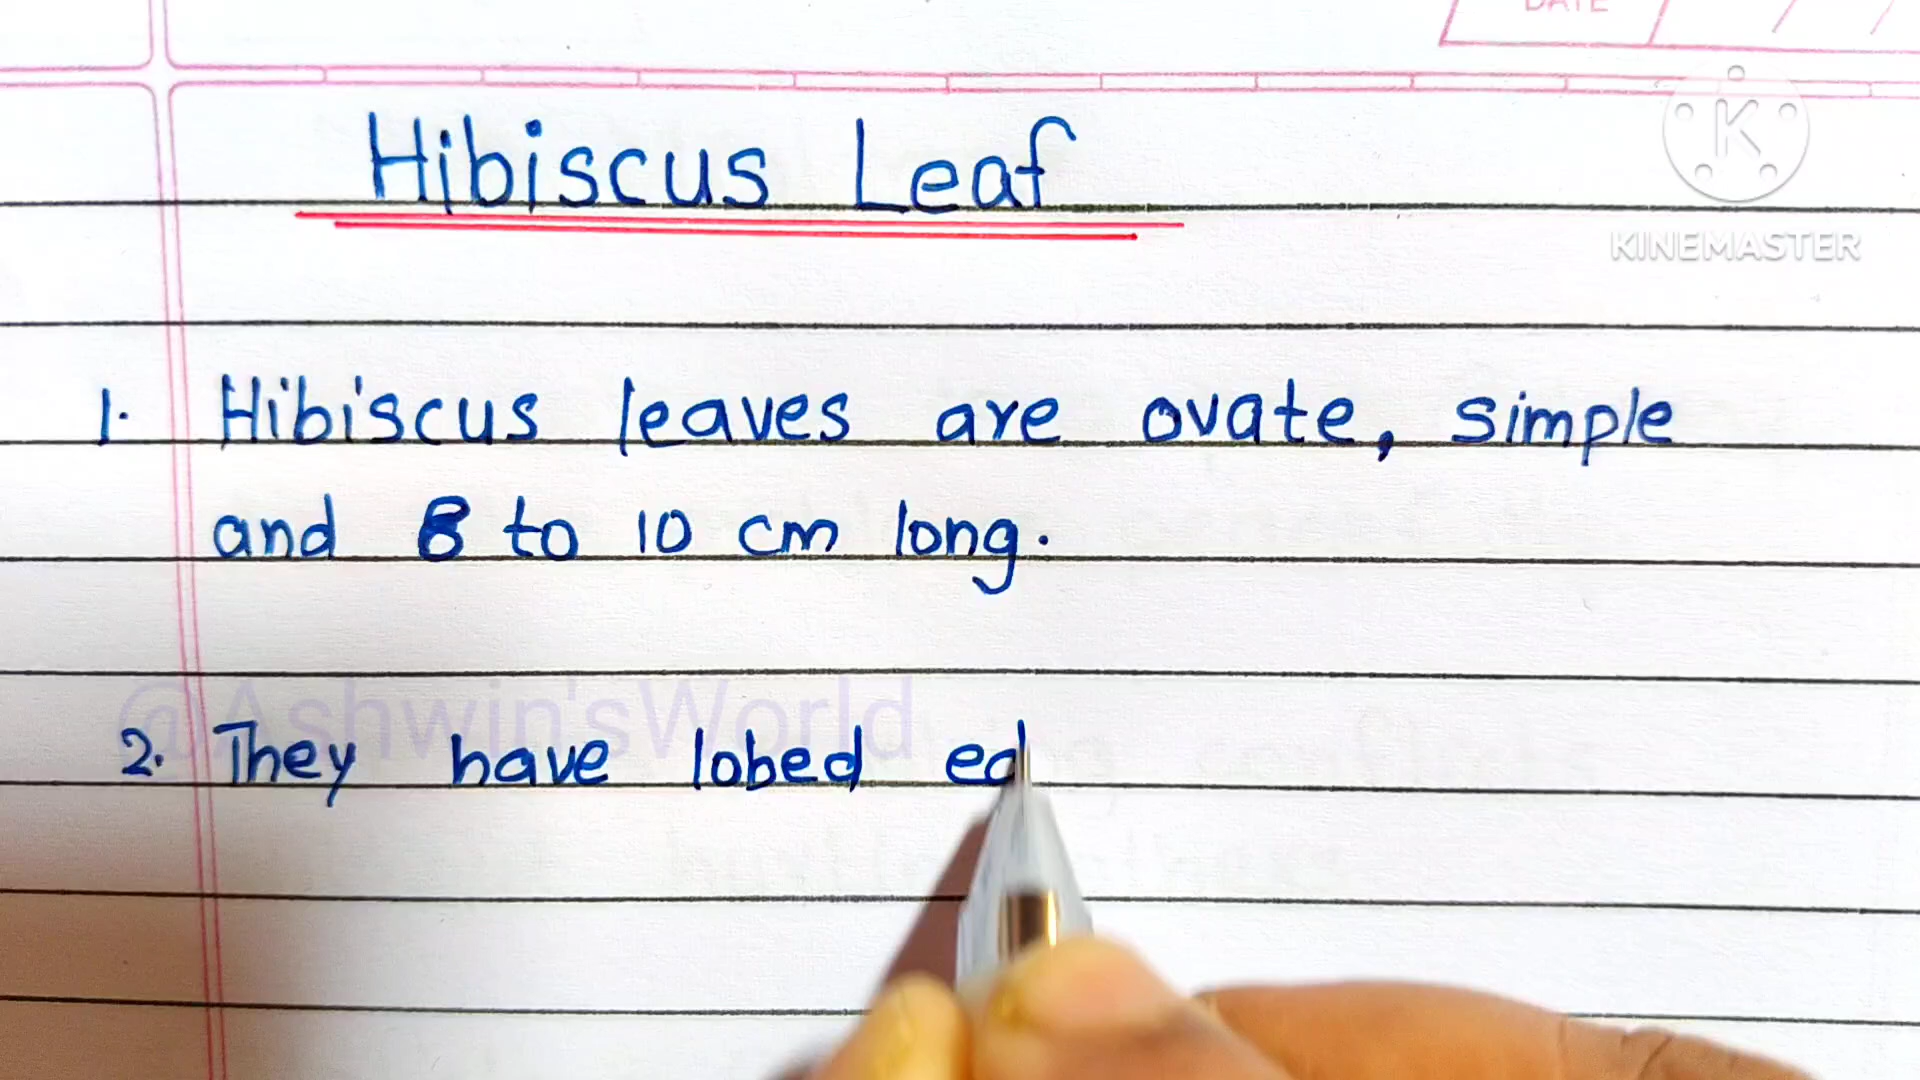 DATE
Hibiscus Leaf
KINEMASTER
1. Hibiscus leaves are ovate, simple
and 8 to 10 cm long.
@Ashwin'sWorld
2. They have lobed ed